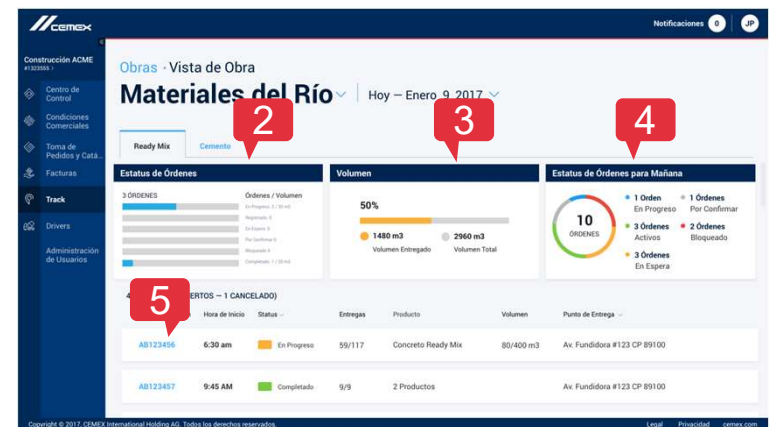 CEMEX
Notificaciones 0 JP
Construcción ACME
#1323555 >
Centro de
Control
Condiciones
Comerciales
Toma de
Pedidos y Catá...
Facturas
Track
Drivers
Administración
de Usuarios
Obras · Vista de Obra
Materiales del Río Hoy – Enero 9, 2017
2
3
4
Ready Mix Cemento
Estatus de Órdenes
3 ÓRDENES Órdenes / Volumen
Volumen
50%
1480 m3 2960 m3
Volumen Entregado Volumen Total
Estatus de Órdenes para Mañana
10
ÓRDENES
1 Orden 1 Órdenes
En Progreso Por Confirmar
3 Órdenes 2 Órdenes
Activos Bloqueado
3 Órdenes
En Espera
5
4 ERTOS – 1 CANCELADO)
Hora de Inicio Status Entregas Producto Volumen Punto de Entrega
AB123456 6:30 am En Progreso 59/117 Concreto Ready Mix 80/400 m3 Av. Fundidora #123 CP 89100
AB123457 9:45 AM Completado 9/9 2 Productos Av. Fundidora #123 CP 89100
Copyright © 2017, CEMEX International Holding AG. Todos los derechos reservados. Legal Privacidad cemex.com